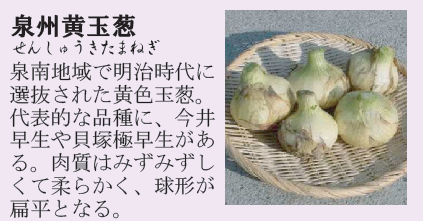 泉州黄玉葱
せんしゅうきたまねぎ
泉南地域で明治時代に
選抜された黄色玉葱。
代表的な品種に、今井
早生や貝塚極早生があ
る。肉質はみずみずし
くて柔らかく、球形が
扁平となる。